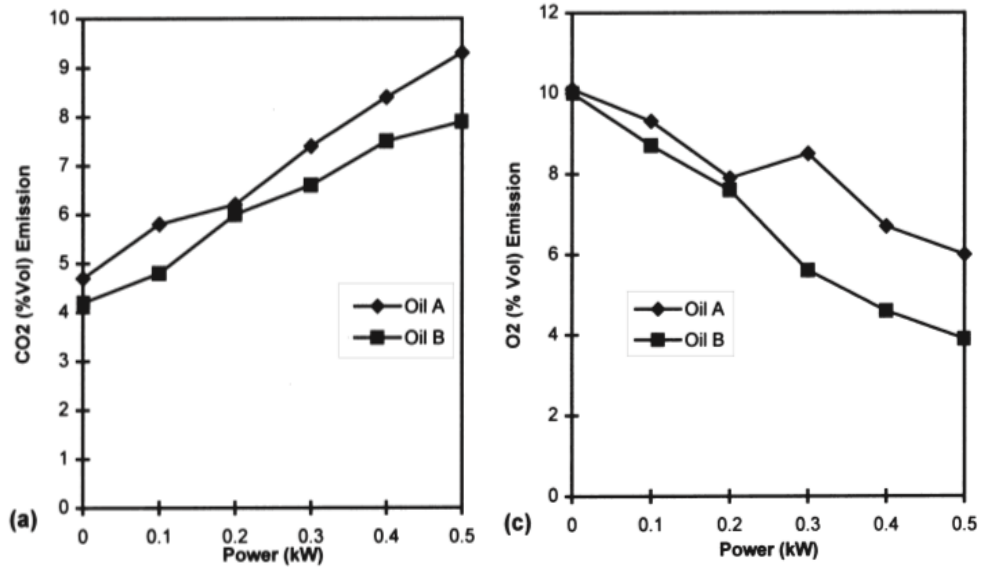 10
9
8
7
6
5
4
3
2
1
0
CO2 (%Vol) Emission
Oil A
Oil B
0 0.1 0.2 0.3 0.4 0.5
Power (kW)
(a)
12
10
8
6
4
2
0
O2 (% Vol) Emission
Oil A
Oil B
0 0.1 0.2 0.3 0.4 0.5
Power (kW)
(c)